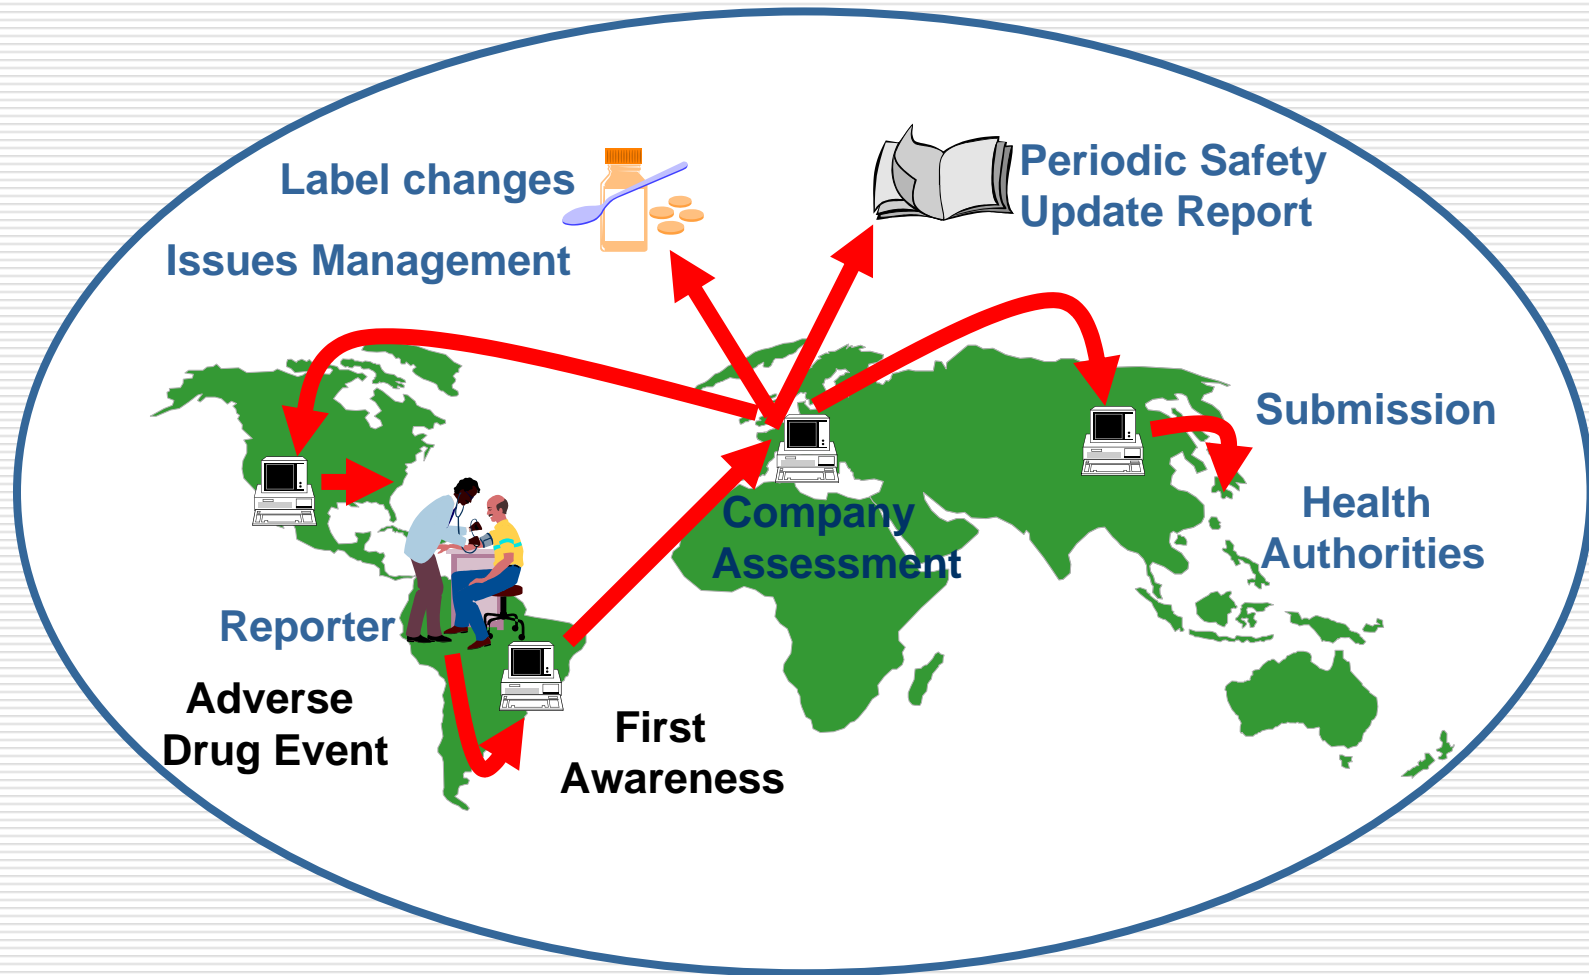 Label changes
Issues Management
Periodic Safety
Update Report
Submission
Health
Authorities
Company
Assessment
Reporter
Adverse
Drug Event
First
Awareness